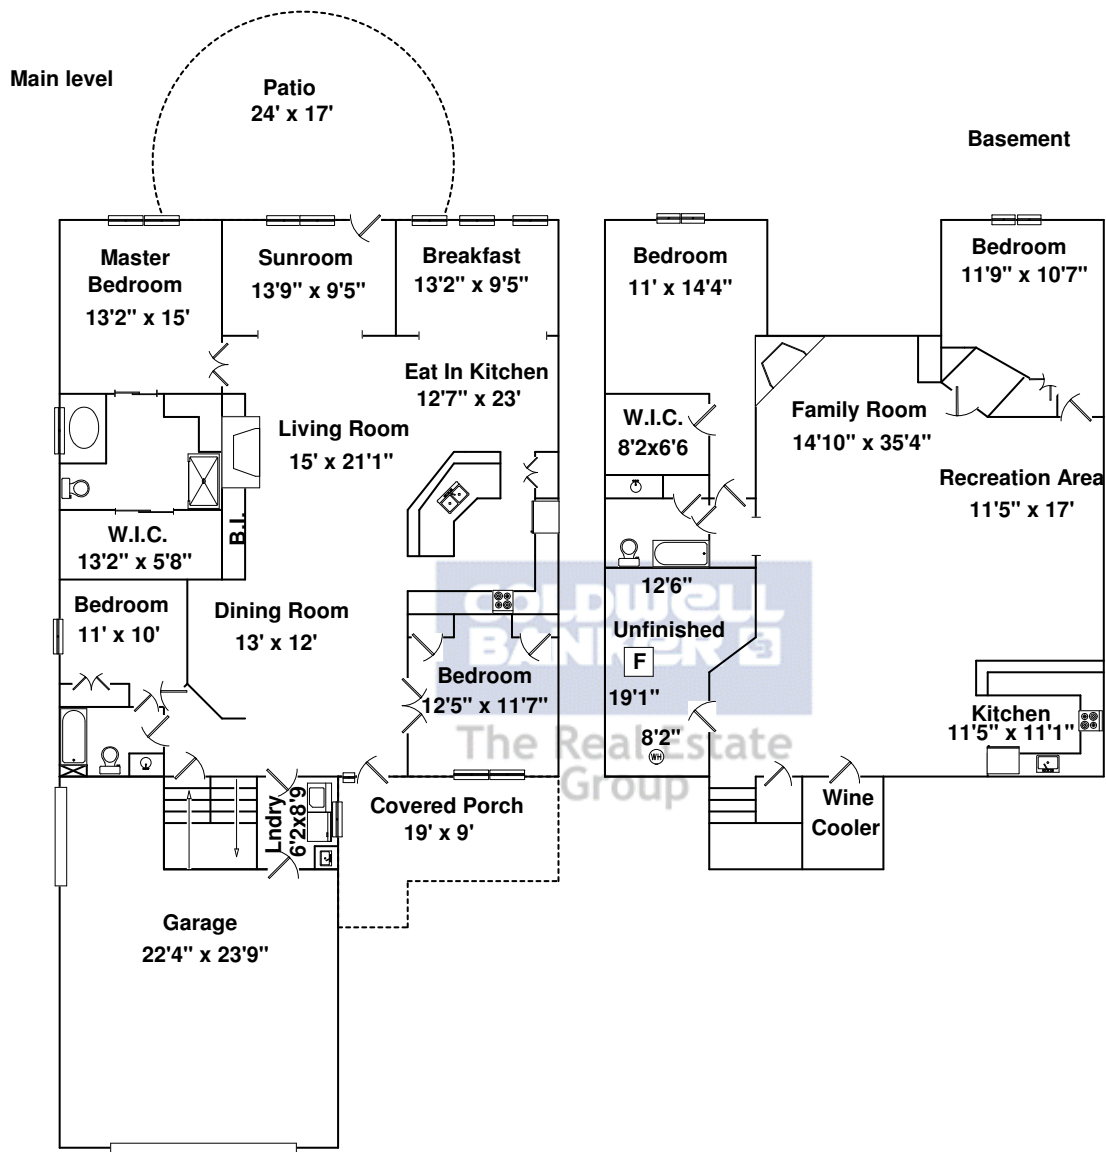 Main level
Patio
24' x 17'
Basement
Master
Bedroom
13'2" x 15'
Sunroom
13'9" x 9'5"
Breakfast
13'2" x 9'5"
Eat In Kitchen
12'7" x 23'
Living Room
15' x 21'1"
W.I.C.
13'2" x 5'8"
B.I.
Bedroom
11' x 10'
Dining Room
13' x 12'
Bedroom
12'5" x 11'7"
Lndry
6'2x8'9
Covered Porch
19' x 9'
Garage
22'4" x 23'9"
Bedroom
11' x 14'4"
Bedroom
11'9" x 10'7"
W.I.C.
8'2x6'6
Family Room
14'10" x 35'4"
Recreation Area
11'5" x 17'
12'6"
Unfinished
F
19'1"
8'2"
WH
Kitchen
11'5" x 11'1"
Wine
Cooler
COLDWELL
BANKER CB
The Real Estate
Group